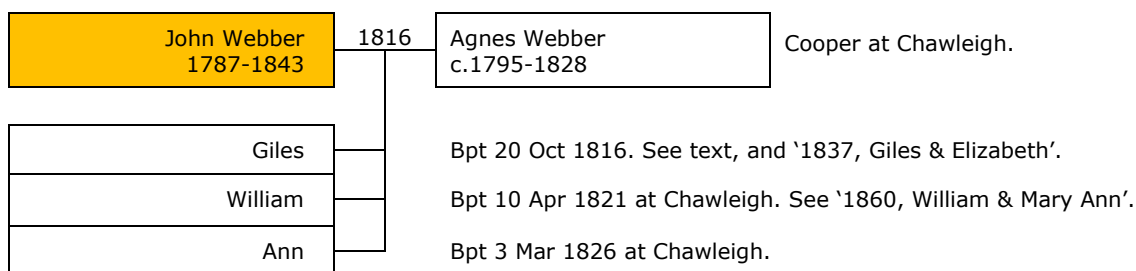 John Webber
1787-1843
1816
Agnes Webber
c.1795-1828
Cooper at Chawleigh.
Giles
Bpt 20 Oct 1816. See text, and ‘1837, Giles & Elizabeth’.
William
Bpt 10 Apr 1821 at Chawleigh. See ‘1860, William & Mary Ann’.
Ann
Bpt 3 Mar 1826 at Chawleigh.